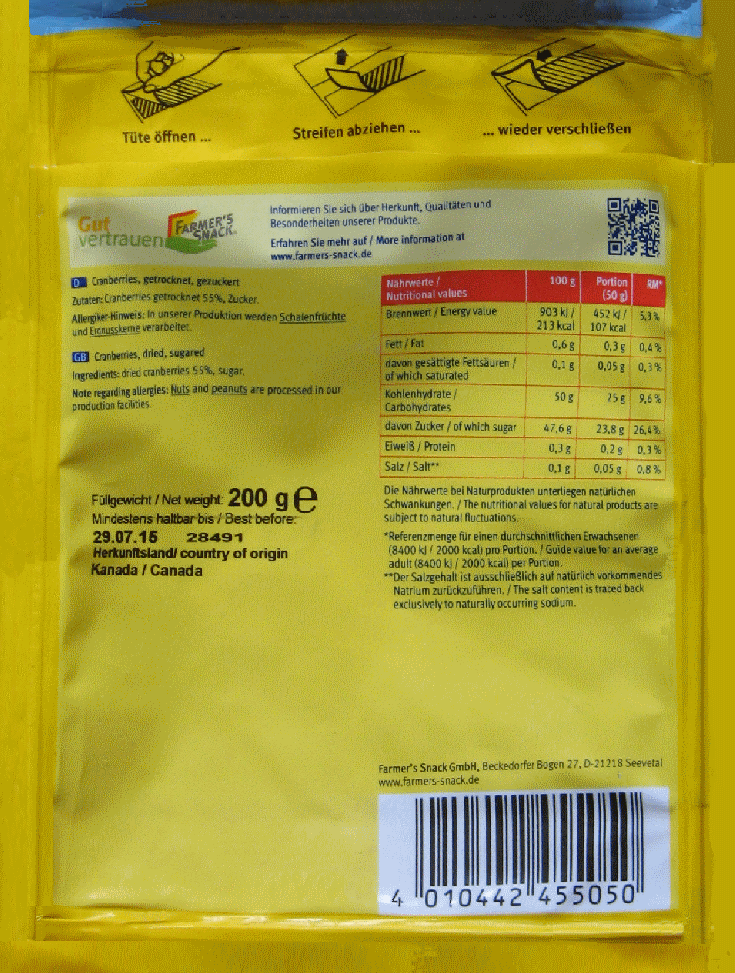 Tüte öffnen ...
Streifen abziehen ...
... wieder verschließen
Gut
vertrauen
FARMER'S
SNACK.
Informieren Sie sich über Herkunft, Qualitäten und
Besonderheiten unserer Produkte.
Erfahren Sie mehr auf / More information at
www.farmers-snack.de
D Cranberries, getrocknet, gezuckert
Zutaten: Cranberries getrocknet 55%, Zucker.
Allergiker-Hinweis: In unserer Produktion werden Schalenfrüchte
und Erdnusskerne verarbeitet.
GB Cranberries, dried, sugared
Ingredients: dried cranberries 55%, sugar.
Note regarding allergies: Nuts and peanuts are processed in our
production facilities.
Füllgewicht / Net weight: 200 g e
Mindestens haltbar bis / Best before:
29.07.15 28491
Herkunftsland/ country of origin
Kanada / Canada
Nährwerte / Nutritional values 100 g Portion (50 g) RM*
Brennwert / Energy value 903 kJ / 213 kcal 452 kJ / 107 kcal 5,3%
Fett / Fat 0,6 g 0,3 g 0,4%
davon gesättigte Fettsäuren / of which saturated 0,1 g 0,05 g 0,3%
Kohlenhydrate / Carbohydrates 50 g 25 g 9,6%
davon Zucker / of which sugar 47,6 g 23,8 g 26,4%
Eiweiß / Protein 0,3 g 0,2 g 0,3%
Salz / Salt** 0,1 g 0,05 g 0,8%
Die Nährwerte bei Naturprodukten unterliegen natürlichen
Schwankungen. / The nutritional values for natural products are
subject to natural fluctuations.
*Referenzmenge für einen durchschnittlichen Erwachsenen
(8400 kJ / 2000 kcal) pro Portion. / Guide value for an average
adult (8400 kJ / 2000 kcal) per Portion.
**Der Salzgehalt ist ausschließlich auf natürlich vorkommendes
Natrium zurückzuführen. / The salt content is traced back
exclusively to naturally occurring sodium.
Farmer's Snack GmbH, Beckedorfer Bogen 27, D-21218 Seevetal
www.farmers-snack.de
4 010442 455050